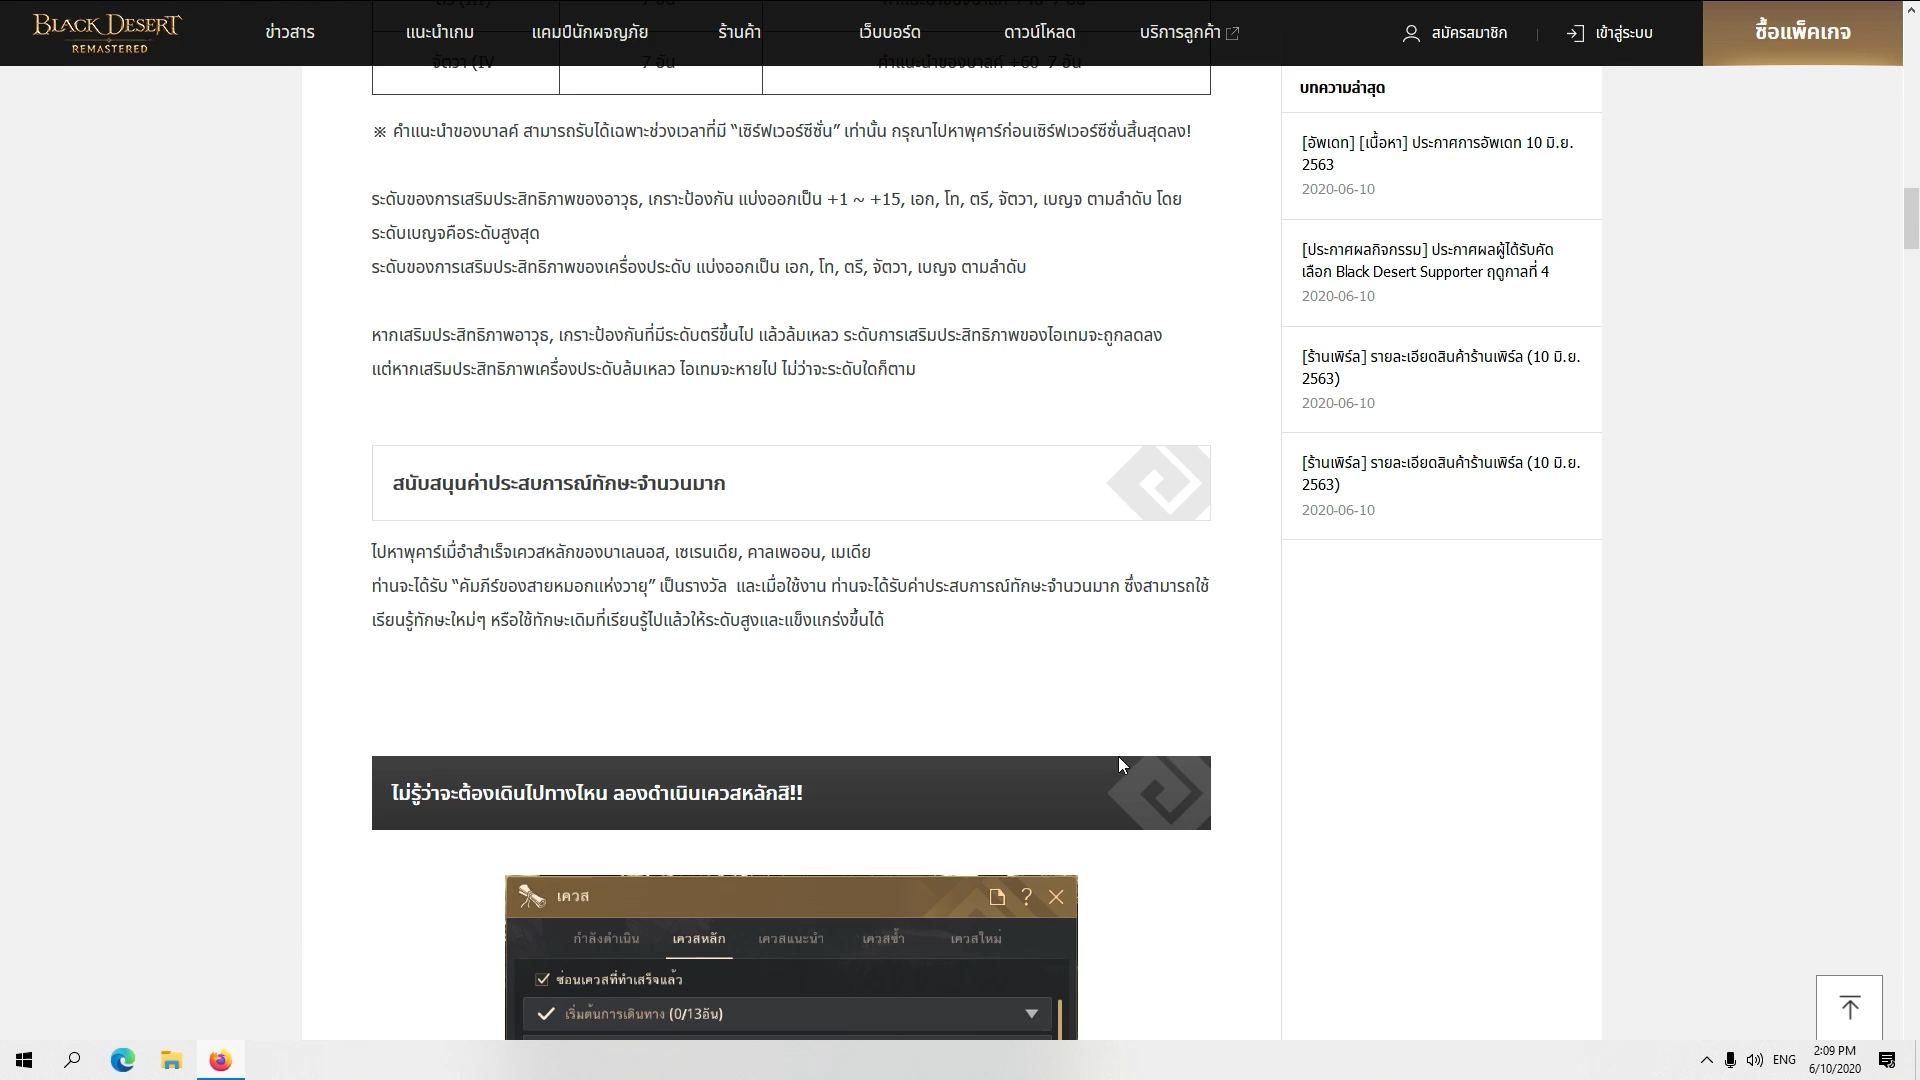 BLACK DESERT
REMASTERED
ข่าวสาร
แนะนำเกม
แคมป์นักผจญภัย
ร้านค้า
เว็บบอร์ด
ดาวน์โหลด
บริการลูกค้า
สมัครสมาชิก
เข้าสู่ระบบ
ซื้อแพ็คเกจ
จัตวา (IV
7 อัน
คำแนะนำของบาลค์ +60 7 อัน
※ คำแนะนำของบาลค์ สามารถรับได้เฉพาะช่วงเวลาที่มี “เซิร์ฟเวอร์ซีซั่น” เท่านั้น กรุณาไปหาพุคาร์ก่อนเซิร์ฟเวอร์ซีซั่นสิ้นสุดลง!
ระดับของการเสริมประสิทธิภาพของอาวุธ, เกราะป้องกัน แบ่งออกเป็น +1 ~ +15, เอก, โท, ตรี, จัตวา, เบญจ ตามลำดับ โดย
ระดับเบญจคือระดับสูงสุด
ระดับของการเสริมประสิทธิภาพของเครื่องประดับ แบ่งออกเป็น เอก, โท, ตรี, จัตวา, เบญจ ตามลำดับ
หากเสริมประสิทธิภาพอาวุธ, เกราะป้องกันที่มีระดับตรีขึ้นไป แล้วล้มเหลว ระดับการเสริมประสิทธิภาพของไอเทมจะถูกลดลง
แต่หากเสริมประสิทธิภาพเครื่องประดับล้มเหลว ไอเทมจะหายไป ไม่ว่าจะระดับใดก็ตาม
สนับสนุนค่าประสบการณ์ทักษะจำนวนมาก
ไปหาพุคาร์เมื่อำสำเร็จเควสหลักของบาเลนอส, เซเรนเดีย, คาลเพออน, เมเดีย
ท่านจะได้รับ “คัมภีร์ของสายหมอกแห่งวายุ” เป็นรางวัล  และเมื่อใช้งาน ท่านจะได้รับค่าประสบการณ์ทักษะจำนวนมาก ซึ่งสามารถใช้
เรียนรู้ทักษะใหม่ๆ หรือใช้ทักษะเดิมที่เรียนรู้ไปแล้วให้ระดับสูงและแข็งแกร่งขึ้นได้
ไม่รู้ว่าจะต้องเดินไปทางไหน ลองดำเนินเควสหลักสิ!!
เควส
กำลังดำเนิน
เควสหลัก
เควสแนะนำ
เควสซ้ำ
เควสใหม่
ซ่อนเควสที่ทำเสร็จแล้ว
เริ่มต้นการเดินทาง (0/13อัน)
บทความล่าสุด
[อัพเดท] [เนื้อหา] ประกาศการอัพเดท 10 มิ.ย.
2563
2020-06-10
[ประกาศผลกิจกรรม] ประกาศผลผู้ได้รับคัด
เลือก Black Desert Supporter ฤดูกาลที่ 4
2020-06-10
[ร้านเพิร์ล] รายละเอียดสินค้าร้านเพิร์ล (10 มิ.ย.
2563)
2020-06-10
[ร้านเพิร์ล] รายละเอียดสินค้าร้านเพิร์ล (10 มิ.ย.
2563)
2020-06-10
ENG
2:09 PM
6/10/2020